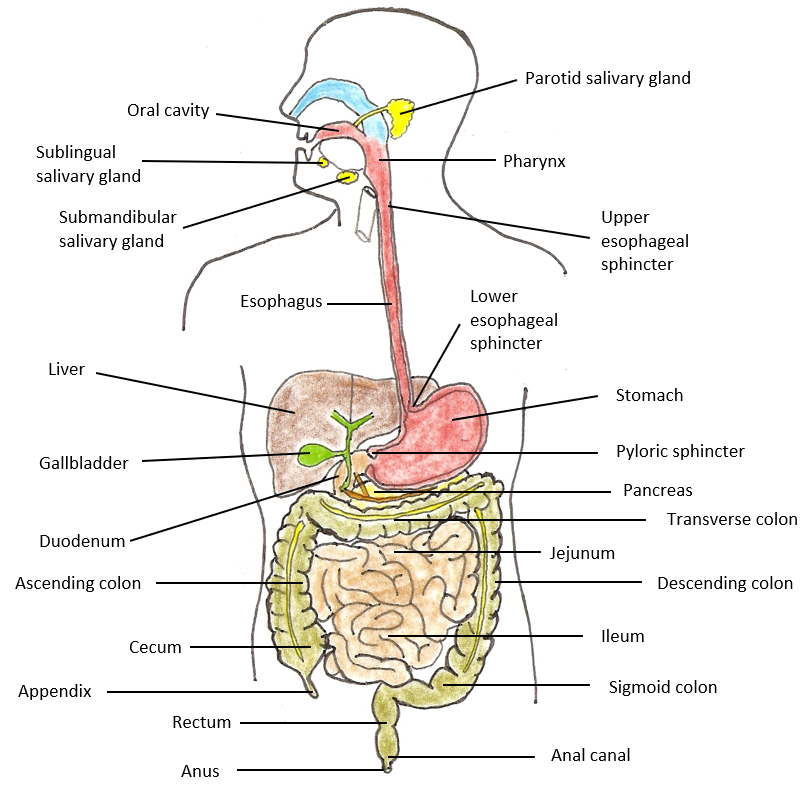 Parotid salivary gland
Oral cavity
Sublingual
salivary gland
Pharynx
Submandibular
salivary gland
Upper
esophageal
sphincter
Esophagus
Lower
esophageal
sphincter
Liver
Stomach
Gallbladder
Pyloric sphincter
Pancreas
Transverse colon
Duodenum
Jejunum
Ascending colon
Descending colon
Cecum
Ileum
Appendix
Sigmoid colon
Rectum
Anal canal
Anus